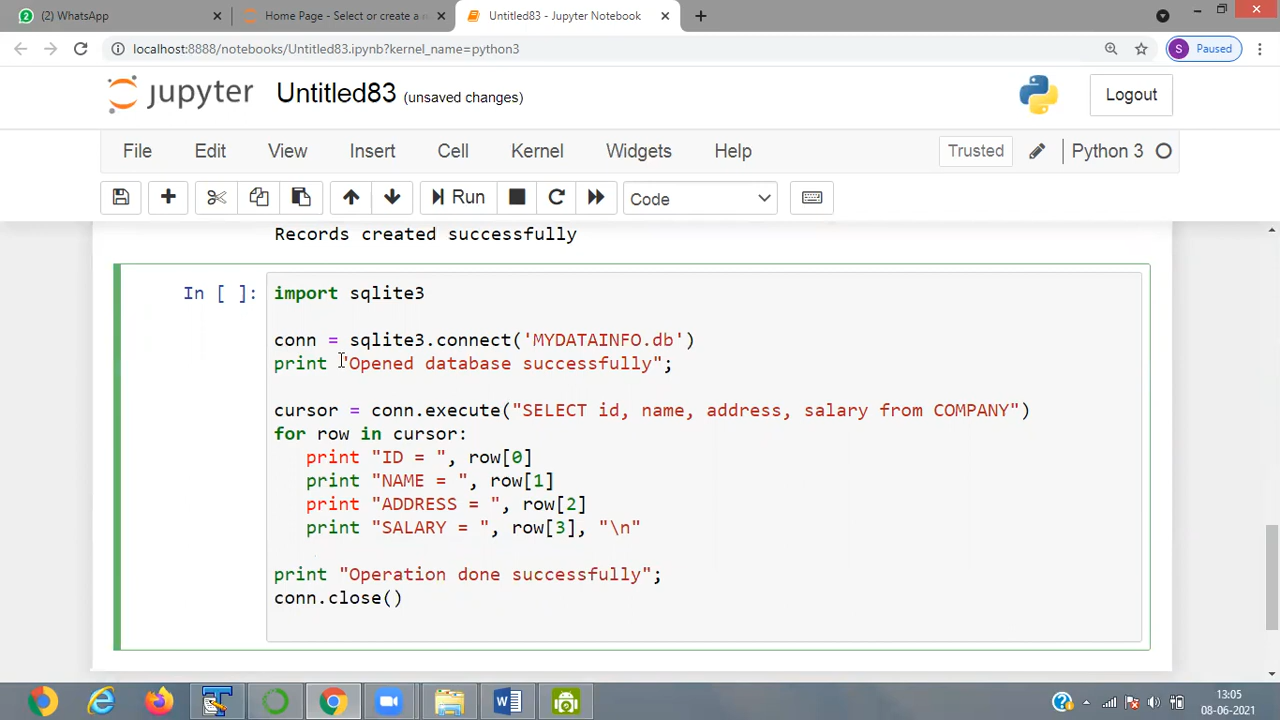 WhatsApp
Home Page - Select or create a n
Untitled83 - Jupyter Notebook
localhost:8888/notebooks/Untitled83.ipynb?kernel_name=python3
S Paused
jupyter Untitled83 (unsaved changes)
Logout
File Edit View Insert Cell Kernel Widgets Help
Trusted
Python 3
Run
Code
Records created successfully
In [ ]:
import sqlite3
conn = sqlite3.connect('MYDATAINFO.db')
print "Opened database successfully";
cursor = conn.execute("SELECT id, name, address, salary from COMPANY")
for row in cursor:
print "ID = ", row[0]
print "NAME = ", row[1]
print "ADDRESS = ", row[2]
print "SALARY = ", row[3], "\n"
print "Operation done successfully";
conn.close()
13:05
08-06-2021